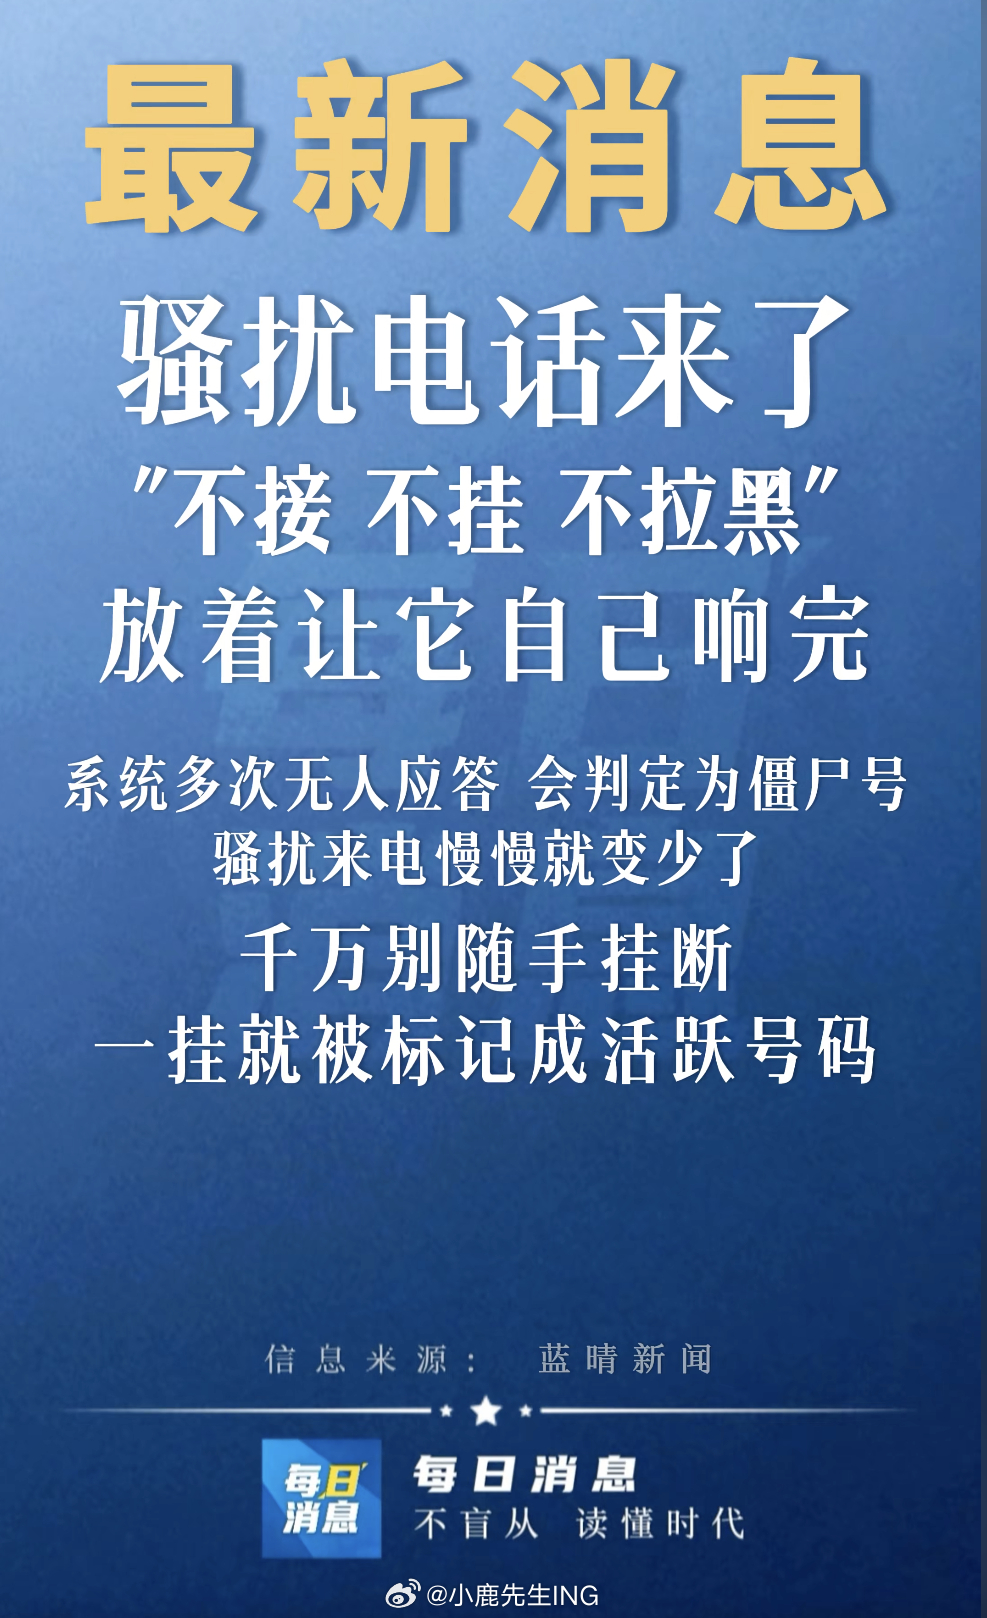 最新消息
骚扰电话来了
"不接 不挂 不拉黑"
放着让它自己响完
系统多次无人应答 会判定为僵尸号
骚扰来电慢慢就变少了
千万别随手挂断
一挂就被标记成活跃号码
信息来源： 蓝晴新闻
每日
消息
每日消息
不盲从 读懂时代
@小鹿先生ING